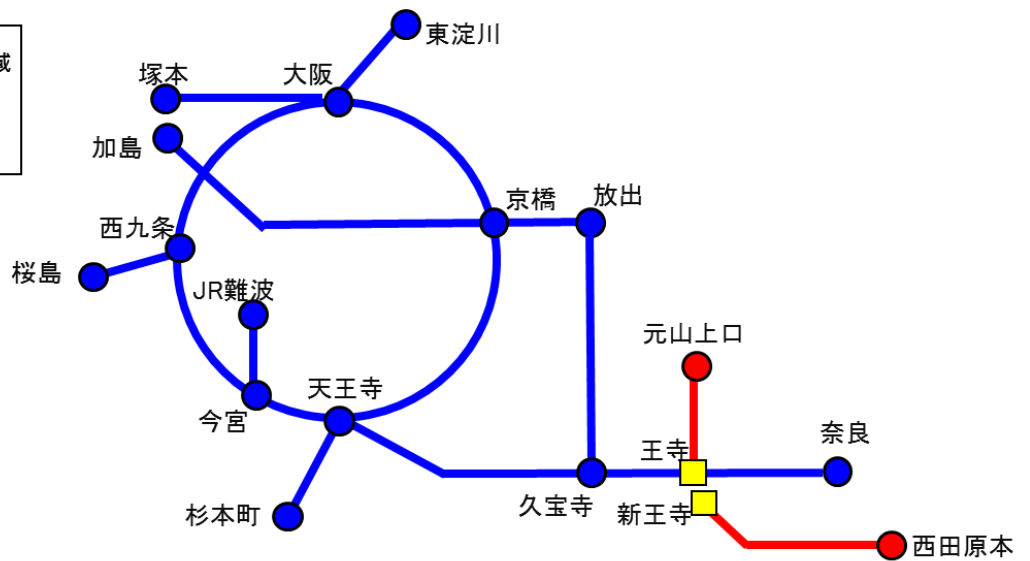 域
東淀川
塚本
大阪
加島
京橋
放出
西九条
桜島
JR難波
元山上口
天王寺
今宮
奈良
王寺
久宝寺
新王寺
杉本町
西田原本